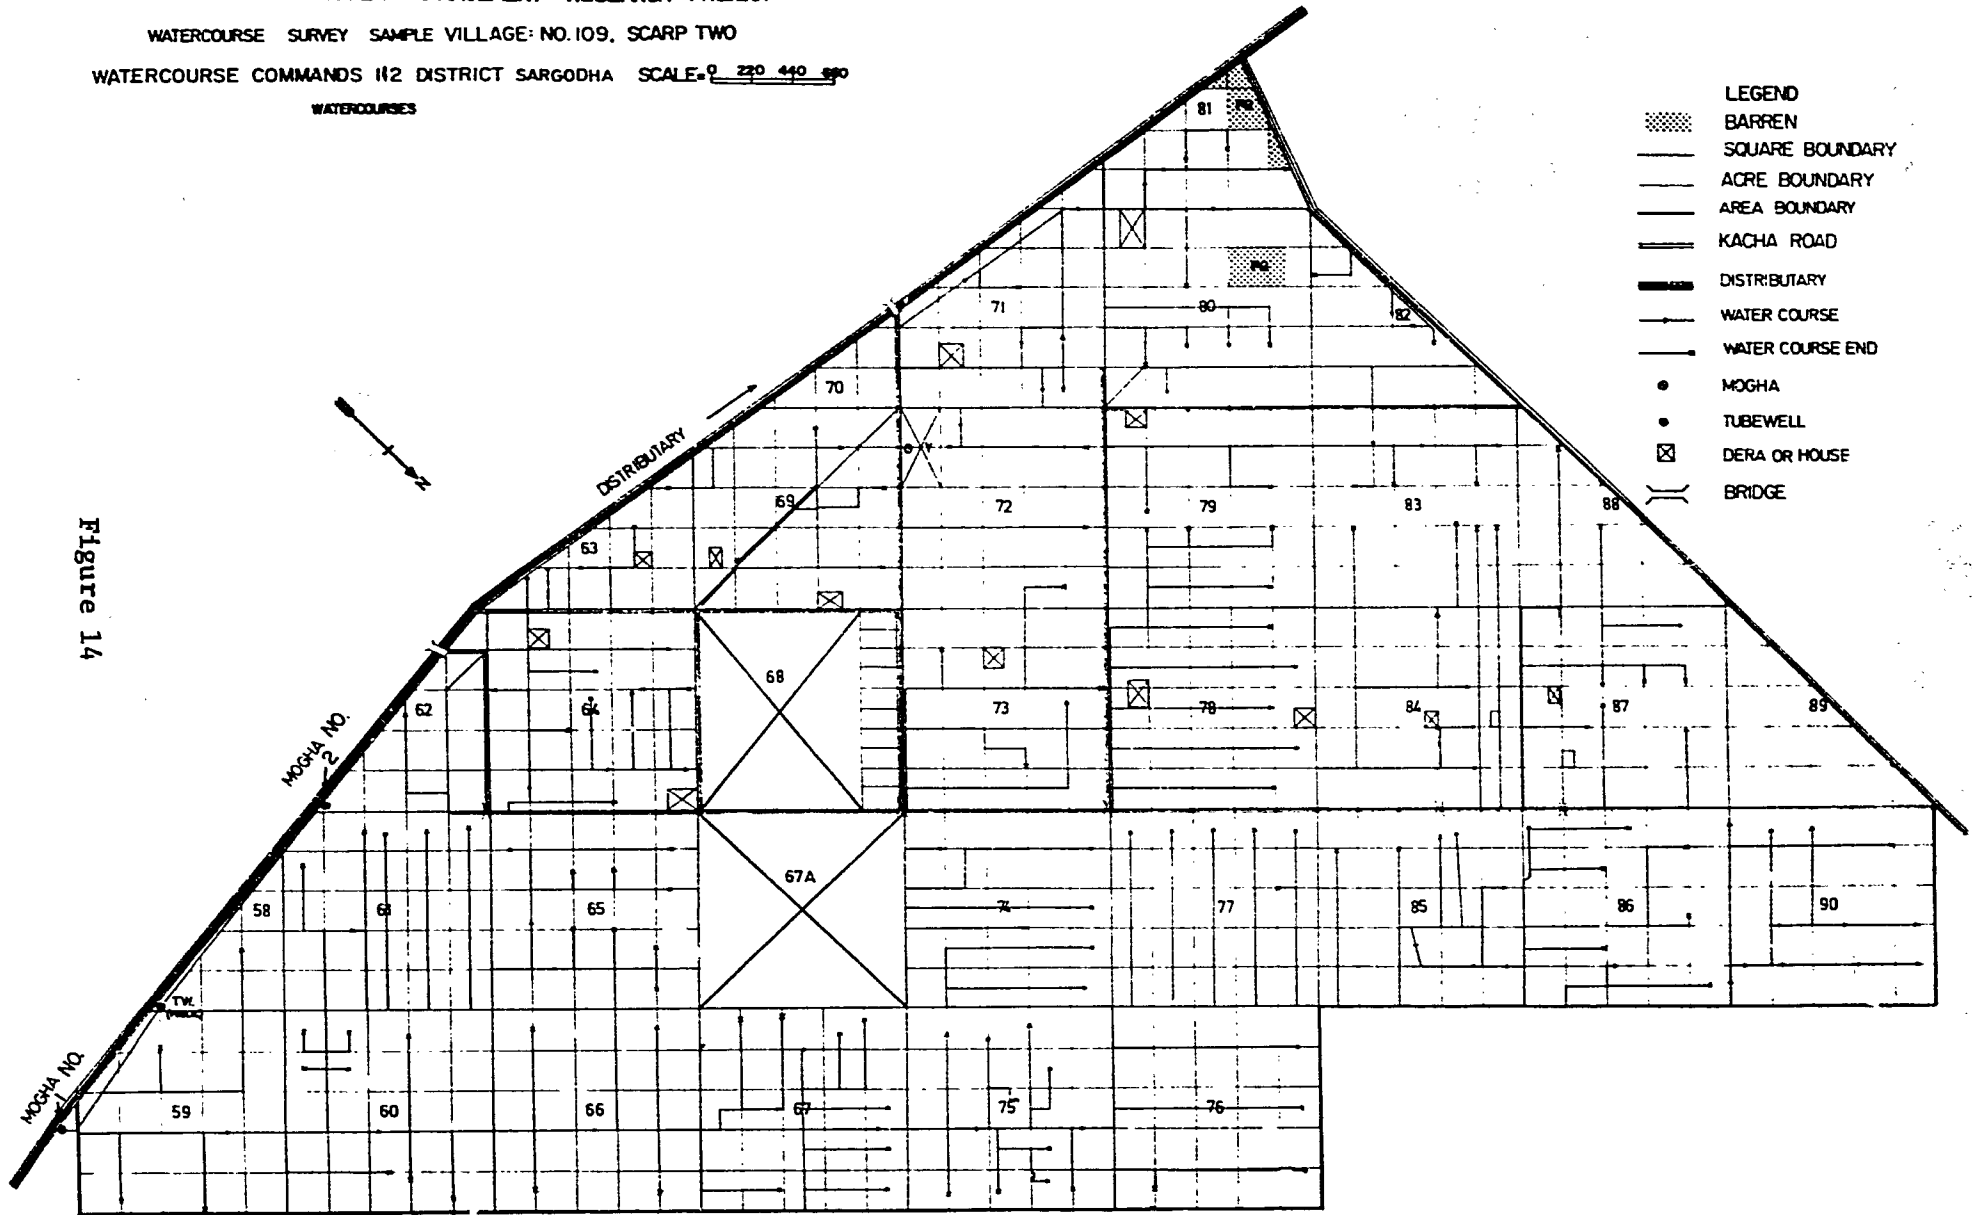 WATERCOURSE SURVEY SAMPLE VILLAGE: NO. 109, SCARP TWO
WATERCOURSE COMMANDS 1&2 DISTRICT SARGODHA SCALE= 0 220 440 660
WATERCOURSES
LEGEND
BARREN
SQUARE BOUNDARY
ACRE BOUNDARY
AREA BOUNDARY
KACHA ROAD
DISTRIBUTARY
WATER COURSE
WATER COURSE END
MOGHA
TUBEWELL
DERA OR HOUSE
BRIDGE
81
71
80
82
70
DISTRIBUTARY
N
69
72
79
83
88
63
Figure 14
68
62
64
73
78
84
87
89
MOGHA NO. 2
67A
58
61
65
74
77
85
86
90
T.W.
MOGHA NO. 1
59
60
66
67
75
76